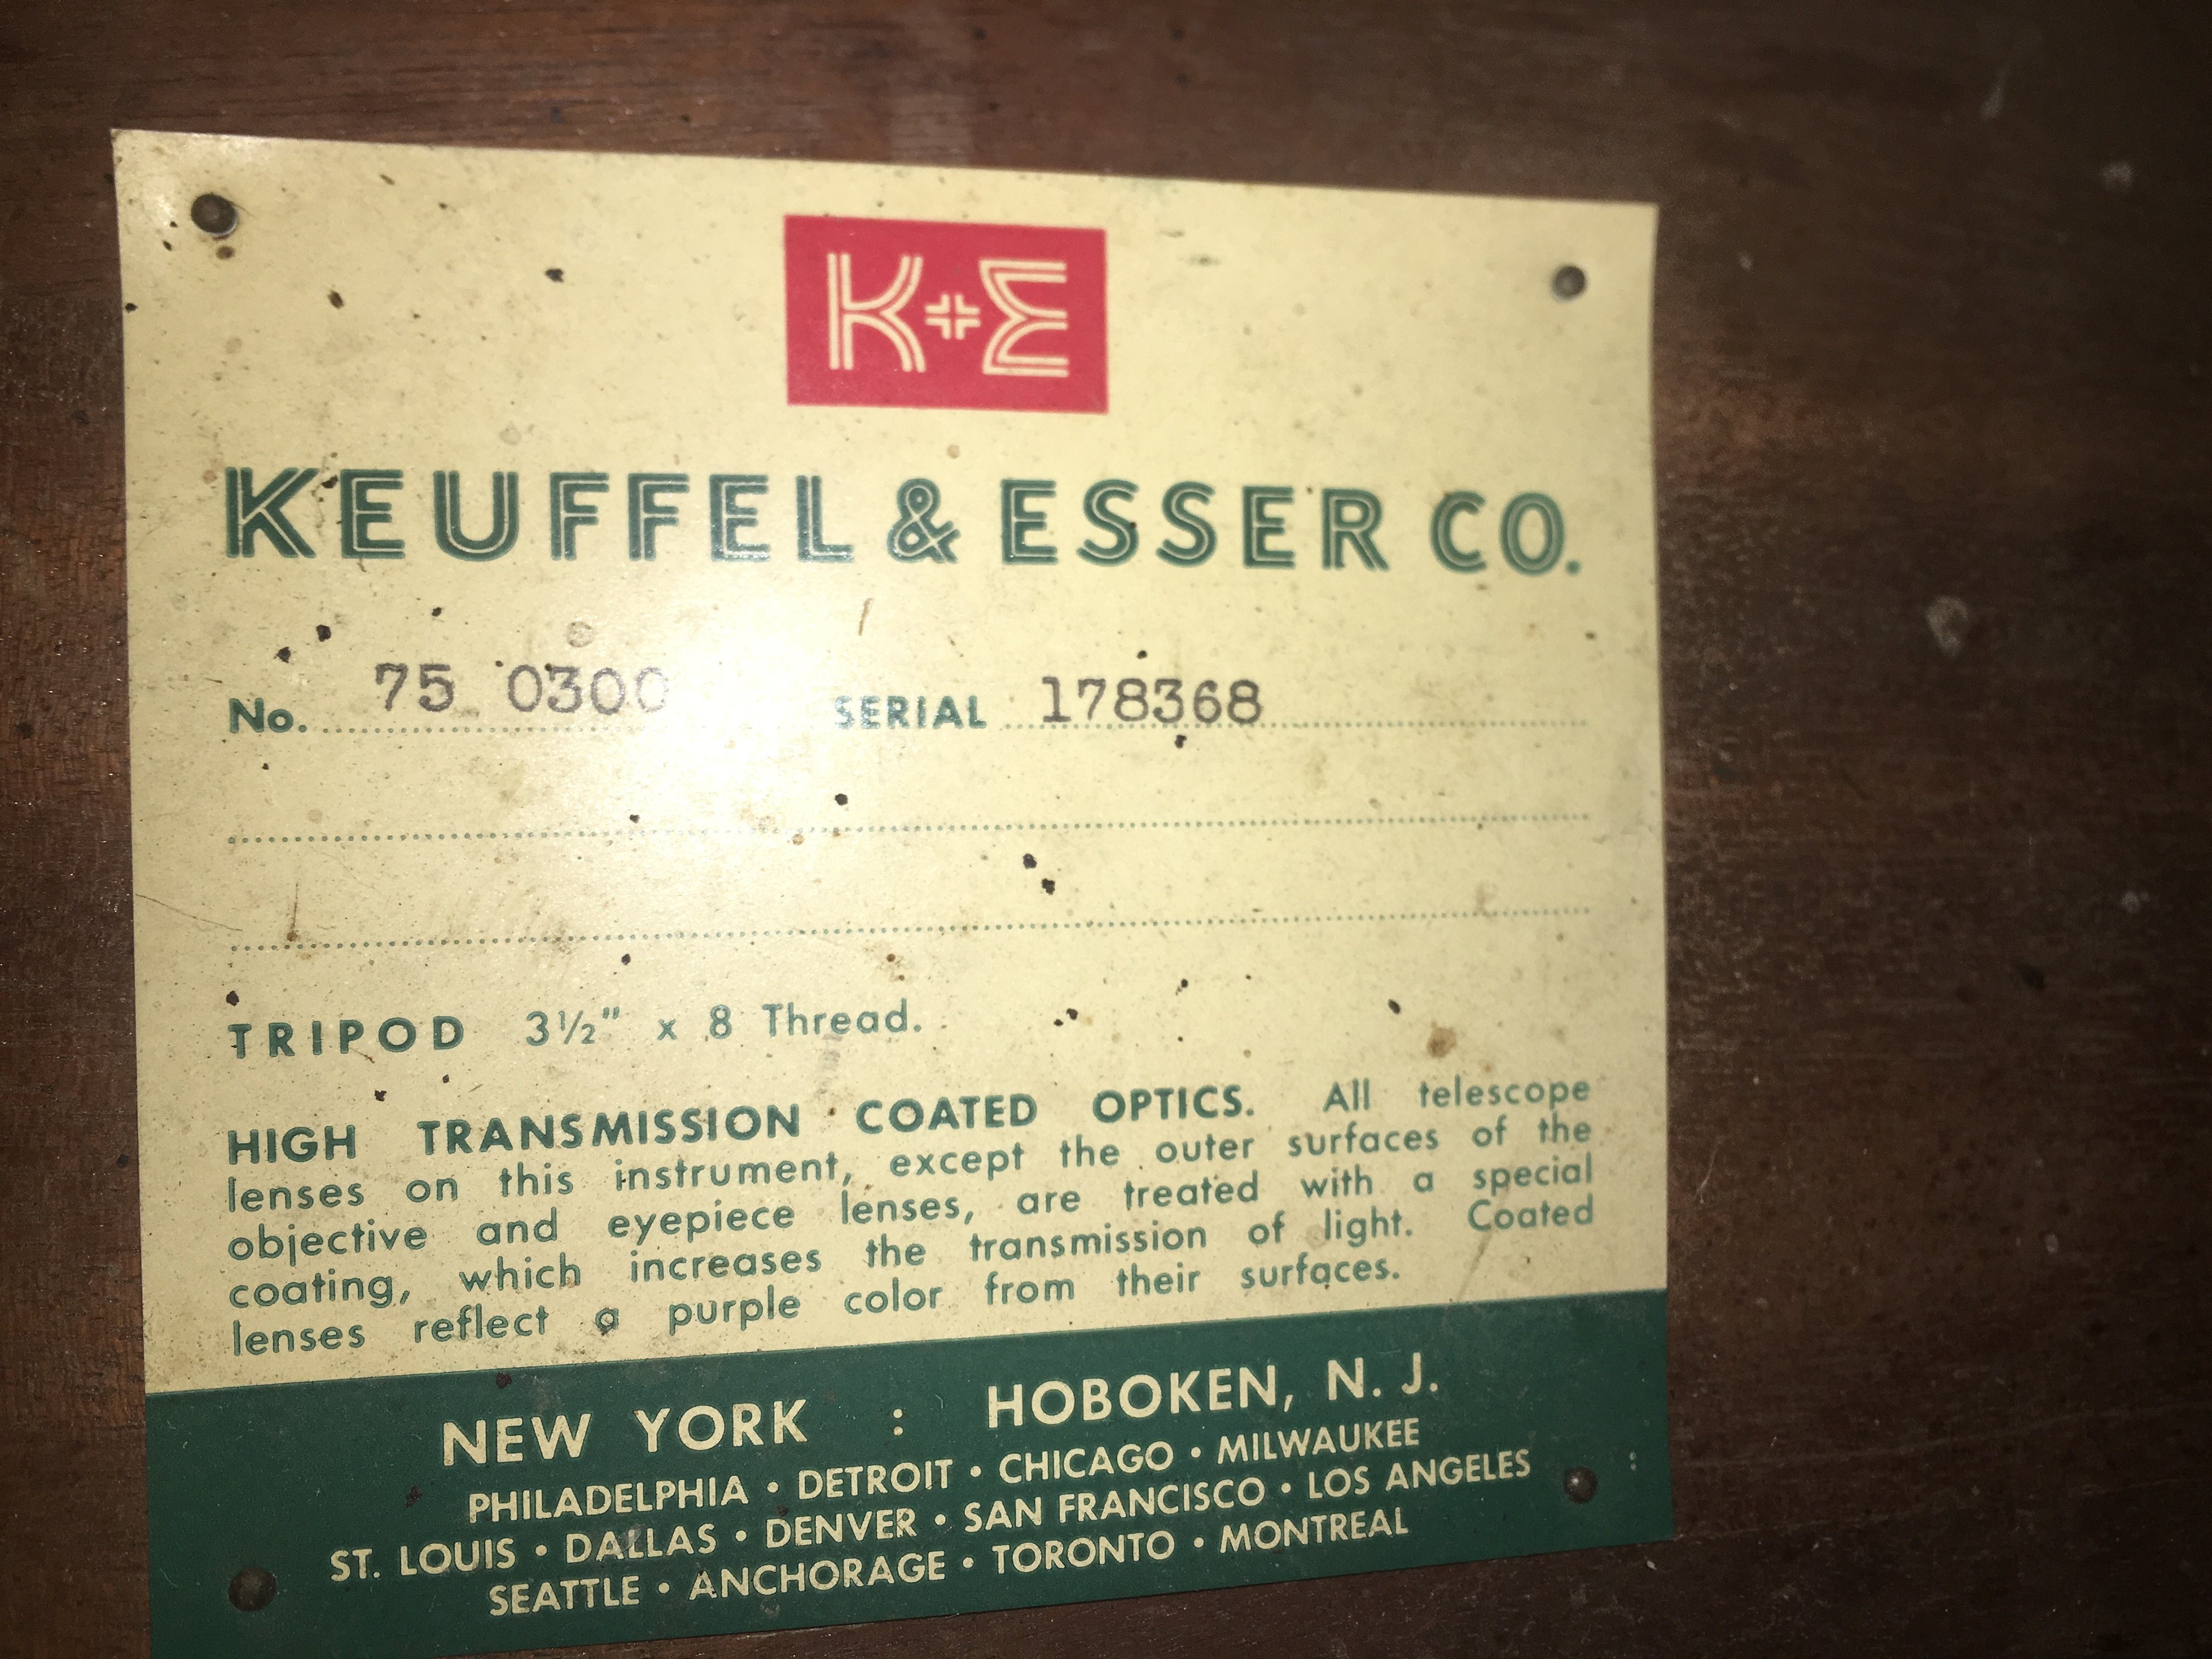 K+E
KEUFFEL & ESSER CO.
No. 75 0300 SERIAL 178368
TRIPOD 3½" x 8 Thread.
HIGH TRANSMISSION COATED OPTICS. All telescope
lenses on this instrument, except the outer surfaces of the
objective and eyepiece lenses, are treated with a special
coating, which increases the transmission of light. Coated
lenses reflect a purple color from their surfaces.
NEW YORK : HOBOKEN, N. J.
PHILADELPHIA • DETROIT • CHICAGO • MILWAUKEE
ST. LOUIS • DALLAS • DENVER • SAN FRANCISCO • LOS ANGELES
SEATTLE • ANCHORAGE • TORONTO • MONTREAL